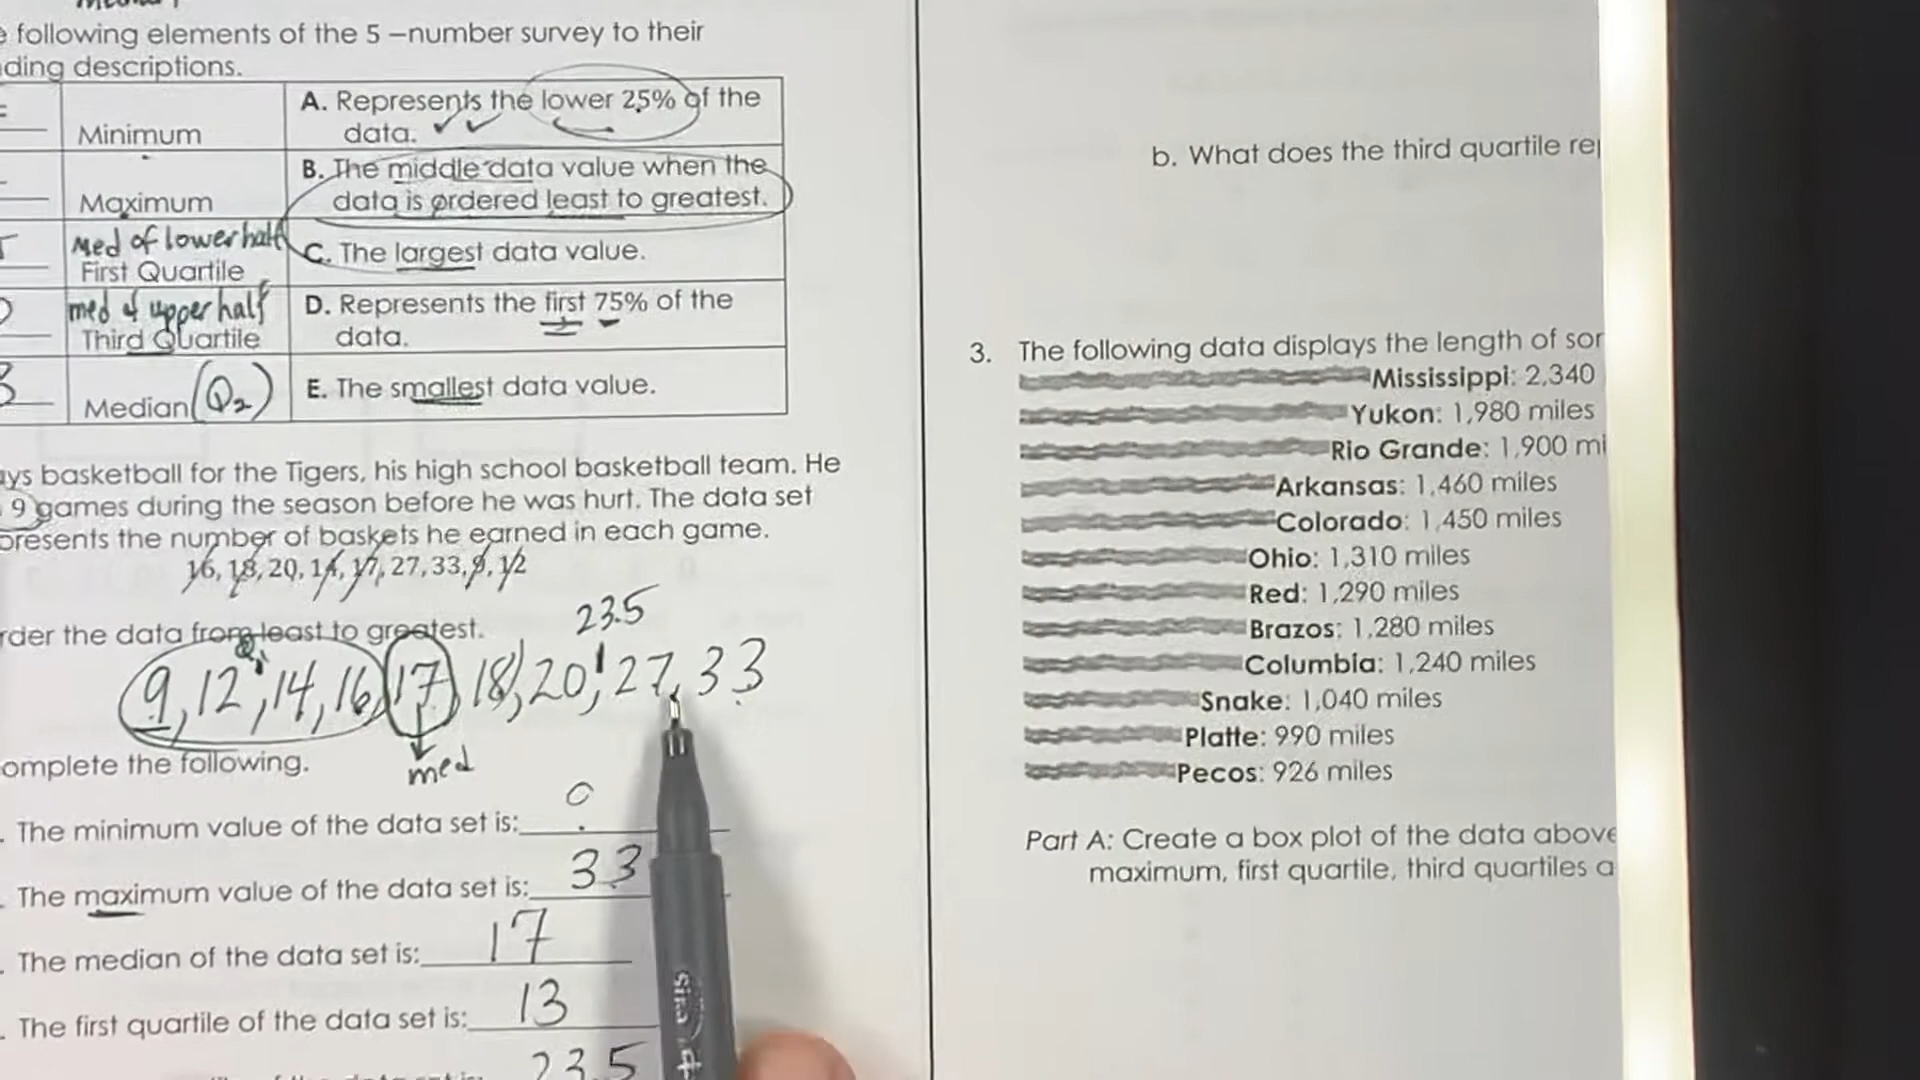 following elements of the 5 –number survey to their
ding descriptions.
Minimum
A. Represents the lower 25% of the
data.
Maximum
B. The middle data value when the
data is ordered least to greatest.
Med of lower half
First Quartile
C. The largest data value.
med of upper half
Third Quartile
D. Represents the first 75% of the
data.
Median (Q2)
E. The smallest data value.
ays basketball for the Tigers, his high school basketball team. He
9 games during the season before he was hurt. The data set
presents the number of baskets he earned in each game.
16, 18, 20, 14, 17, 27, 33, 9, 12
23.5
rder the data from least to greatest.
Q1
9, 12, 14, 16, 17, 18, 20, 27, 33
med
omplete the following.
The minimum value of the data set is:
The maximum value of the data set is: 33
The median of the data set is: 17
The first quartile of the data set is: 13
23.5
b. What does the third quartile rep
3. The following data displays the length of som
Mississippi: 2,340
Yukon: 1,980 miles
Rio Grande: 1,900 mi
Arkansas: 1,460 miles
Colorado: 1,450 miles
Ohio: 1,310 miles
Red: 1,290 miles
Brazos: 1,280 miles
Columbia: 1,240 miles
Snake: 1,040 miles
Platte: 990 miles
Pecos: 926 miles
Part A: Create a box plot of the data above
maximum, first quartile, third quartiles a